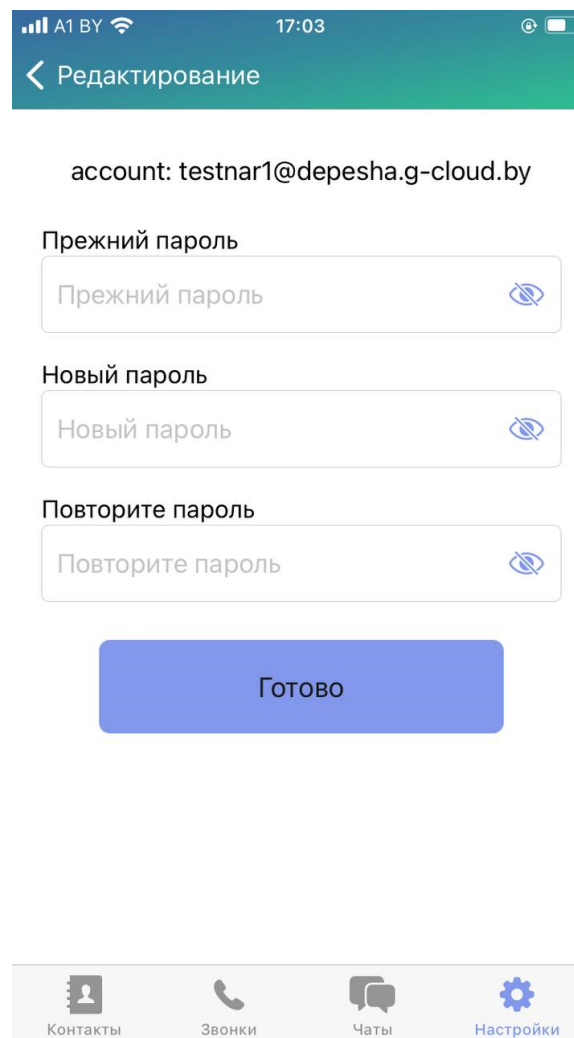 A1 BY 17:03
Редактирование
account: testnar1@depesha.g-cloud.by
Прежний пароль
Прежний пароль
Новый пароль
Новый пароль
Повторите пароль
Повторите пароль
Готово
Контакты Звонки Чаты Настройки